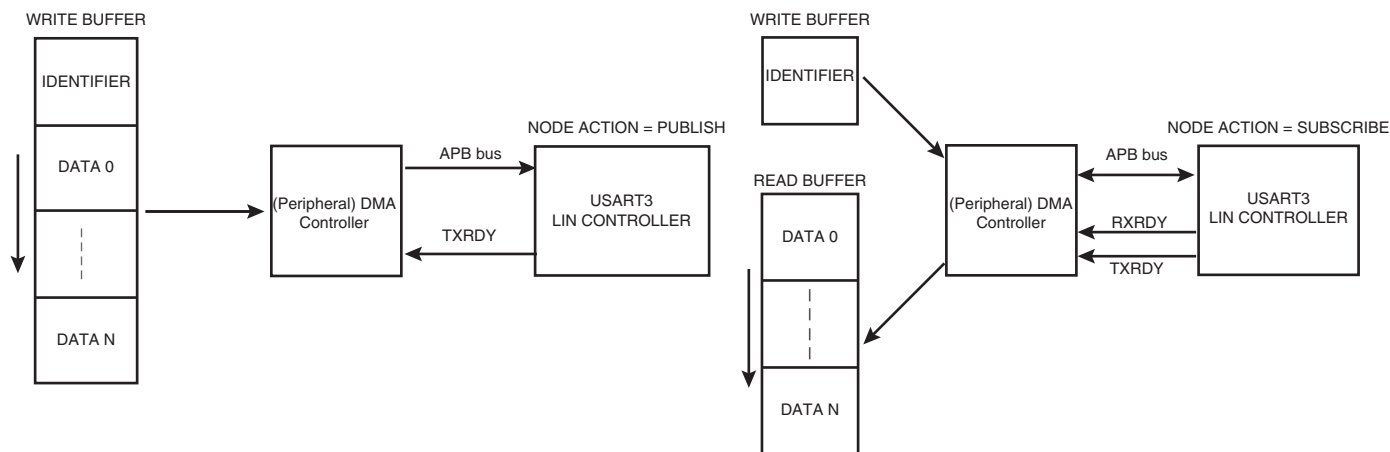 WRITE BUFFER
IDENTIFIER
DATA 0
DATA N
(Peripheral) DMA
Controller
APB bus
TXRDY
NODE ACTION = PUBLISH
USART3
LIN CONTROLLER
WRITE BUFFER
IDENTIFIER
READ BUFFER
DATA 0
DATA N
(Peripheral) DMA
Controller
APB bus
RXRDY
TXRDY
NODE ACTION = SUBSCRIBE
USART3
LIN CONTROLLER